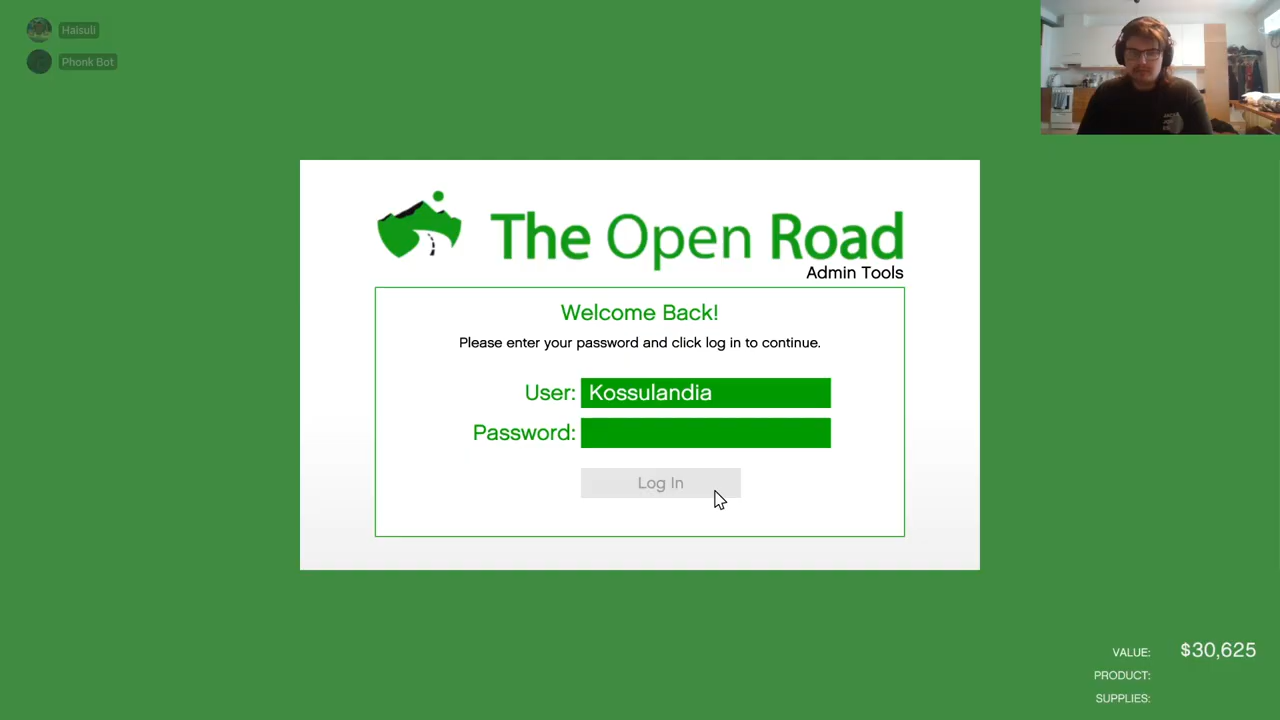 Haisuli
Phonk Bot
The Open Road
Admin Tools
Welcome Back!
Please enter your password and click log in to continue.
User: Kossulandia
Password:
Log In
VALUE: $30,625
PRODUCT:
SUPPLIES: